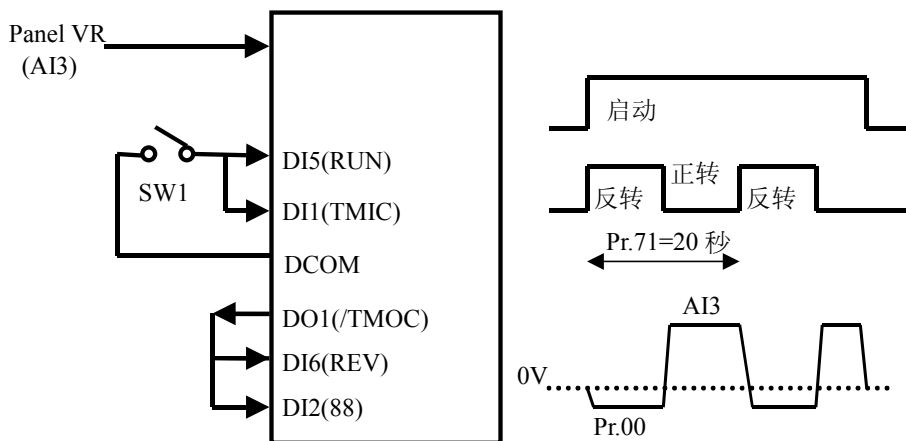 Panel VR
(AI3)
SW1
DI5(RUN)
DI1(TMIC)
DCOM
DO1(/TMOC)
DI6(REV)
DI2(88)
启动
反转
正转
反转
Pr.71=20 秒
AI3
0V
Pr.00